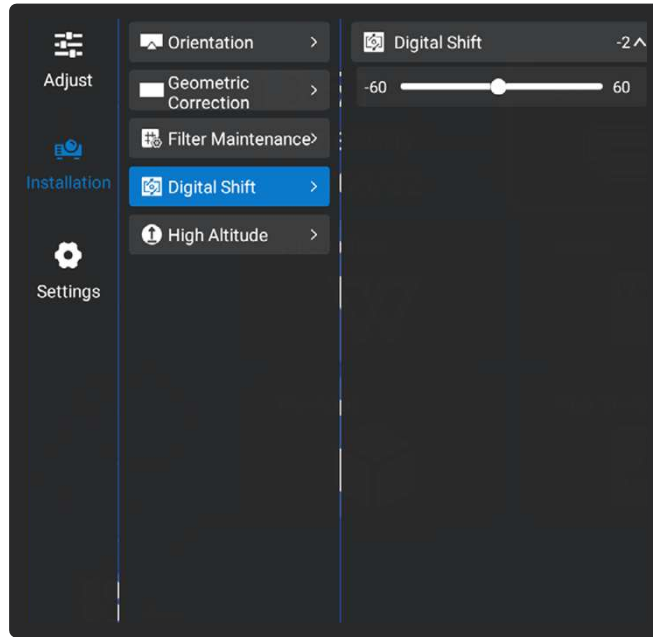 Adjust
Installation
Settings
Orientation
Geometric
Correction
Filter Maintenance
Digital Shift
High Altitude
Digital Shift -2
-60 60